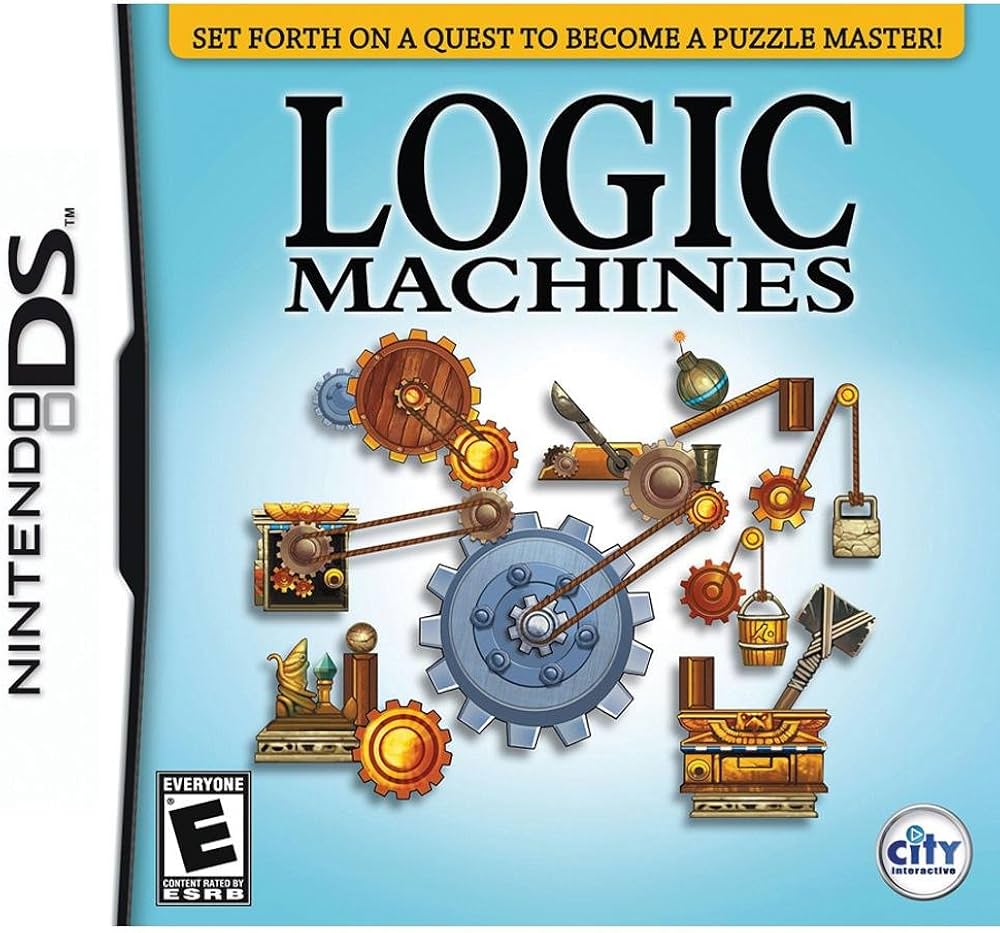 SET FORTH ON A QUEST TO BECOME A PUZZLE MASTER!
LOGIC
MACHINES
NINTENDO DS™
EVERYONE
E
®
CONTENT RATED BY
ESRB
city
interactive